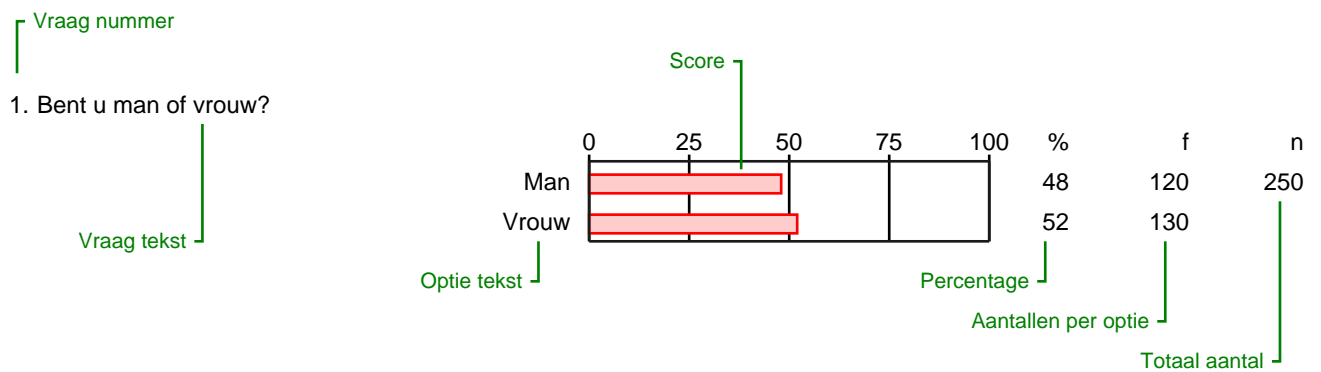 Vraag nummer
Score
1. Bent u man of vrouw?
0 25 50 75 100 % f n
Man 48 120 250
Vrouw 52 130
Vraag tekst
Optie tekst
Percentage
Aantallen per optie
Totaal aantal